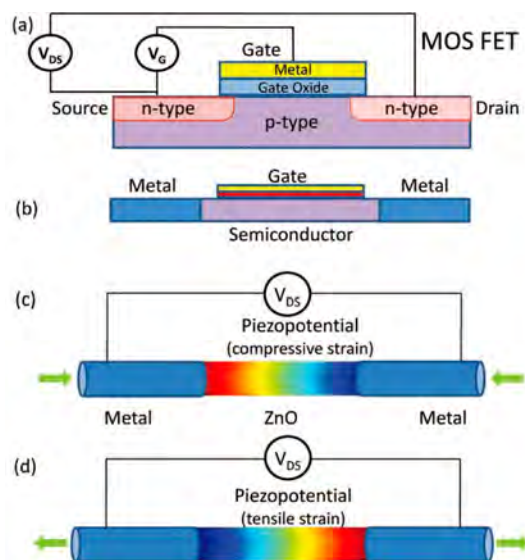 (a)
MOS FET
V_DS
V_G
Gate
Metal
Gate Oxide
Source
n-type
n-type
Drain
p-type
(b)
Metal
Gate
Metal
Semiconductor
(c)
V_DS
Piezopotential
(compressive strain)
Metal
ZnO
Metal
(d)
V_DS
Piezopotential
(tensile strain)